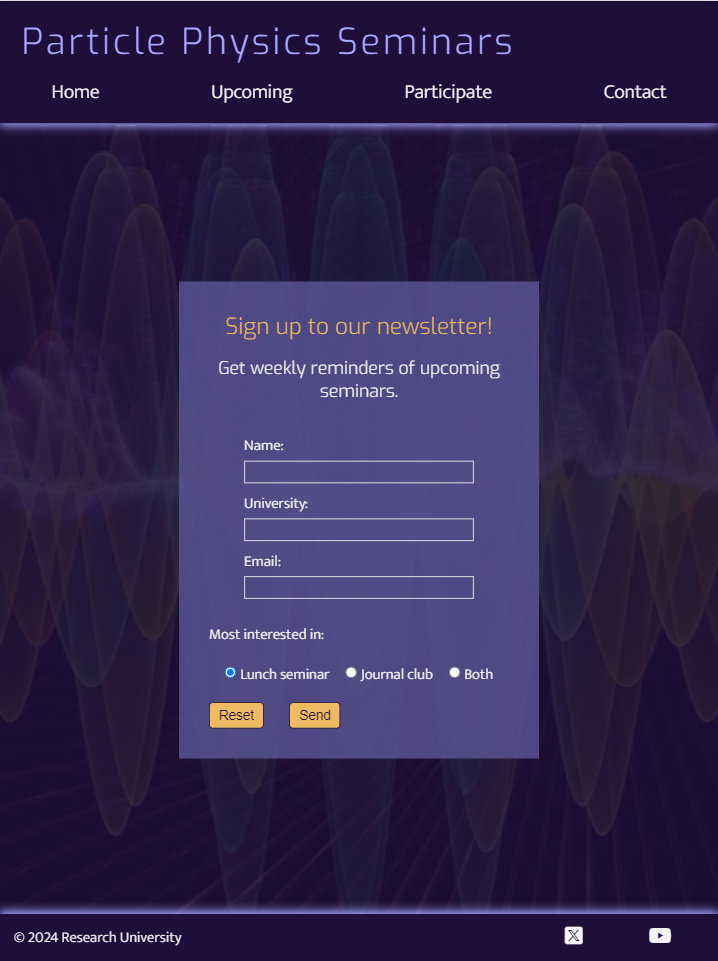 Particle Physics Seminars
Home Upcoming Participate Contact
Sign up to our newsletter!
Get weekly reminders of upcoming
seminars.
Name:
University:
Email:
Most interested in:
Lunch seminar Journal club Both
Reset Send
© 2024 Research University